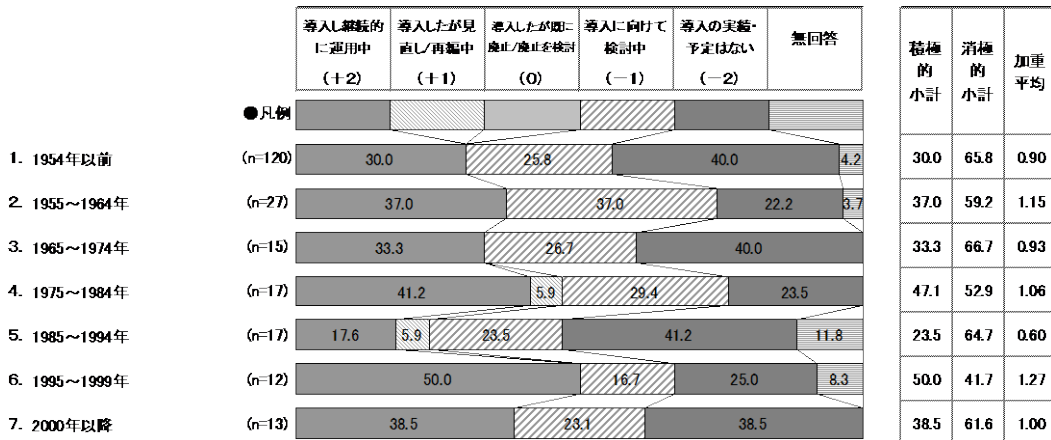 導入し継続的に運用中（＋2）
導入したが見直し/再編中（＋1）
導入したが既に廃止/廃止を検討（0）
導入に向けて検討中（－1）
導入の実績・予定はない（－2）
無回答
積極的小計
消極的小計
加重平均
●凡例
1. 1954年以前 (n=120) 30.0 25.8 40.0 4.2 30.0 65.8 0.90
2. 1955～1964年 (n=27) 37.0 37.0 22.2 3.7 37.0 59.2 1.15
3. 1965～1974年 (n=15) 33.3 26.7 40.0 33.3 66.7 0.93
4. 1975～1984年 (n=17) 41.2 5.9 29.4 23.5 47.1 52.9 1.06
5. 1985～1994年 (n=17) 17.6 5.9 23.5 41.2 11.8 23.5 64.7 0.60
6. 1995～1999年 (n=12) 50.0 16.7 25.0 8.3 50.0 41.7 1.27
7. 2000年以降 (n=13) 38.5 23.1 38.5 38.5 61.6 1.00